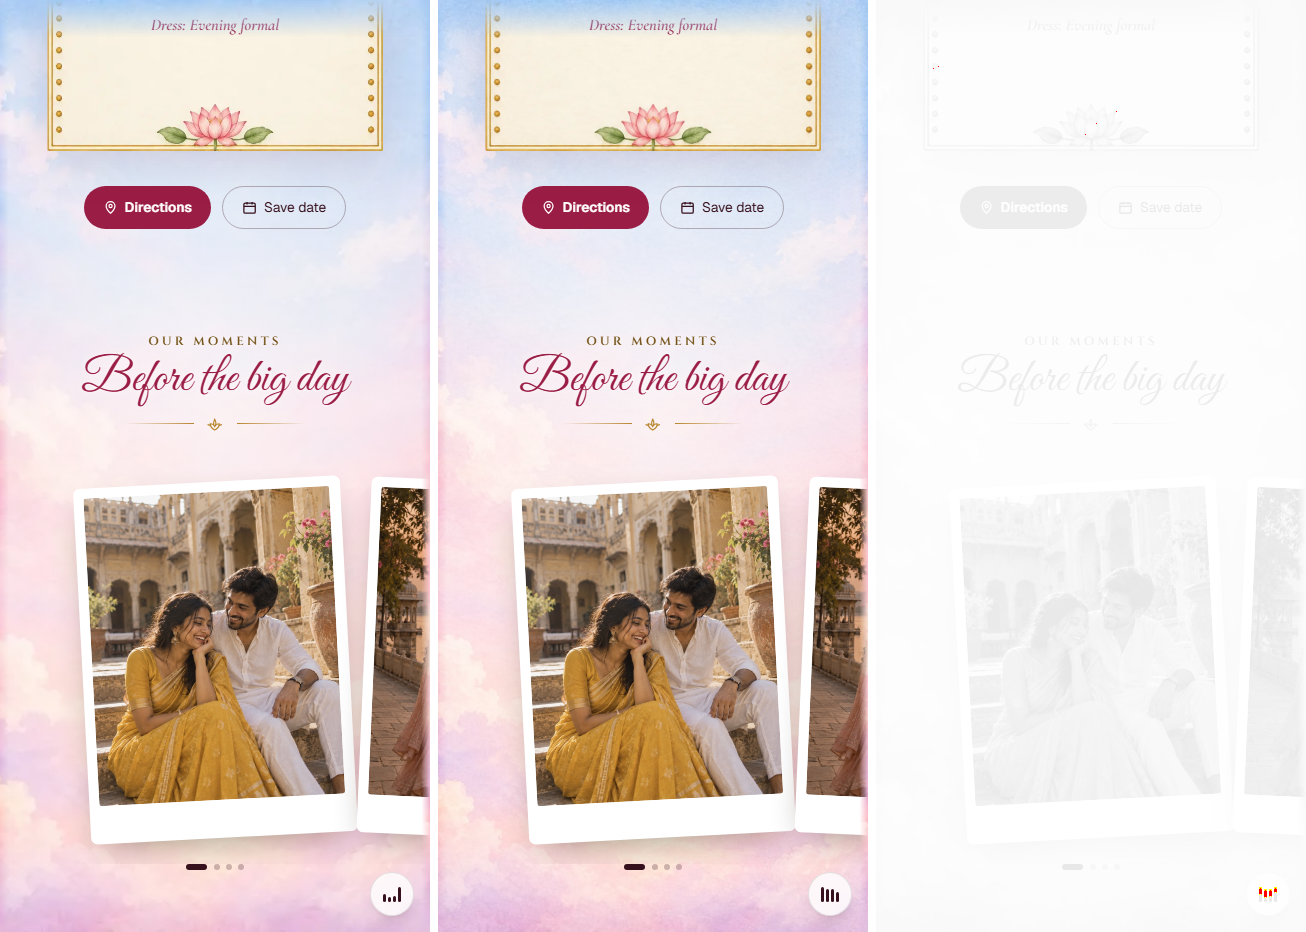 Dress: Evening formal
Directions
Save date
OUR MOMENTS
Before the big day
Dress: Evening formal
Directions
Save date
OUR MOMENTS
Before the big day
Dress: Evening formal
Directions
Save date
OUR MOMENTS
Before the big day